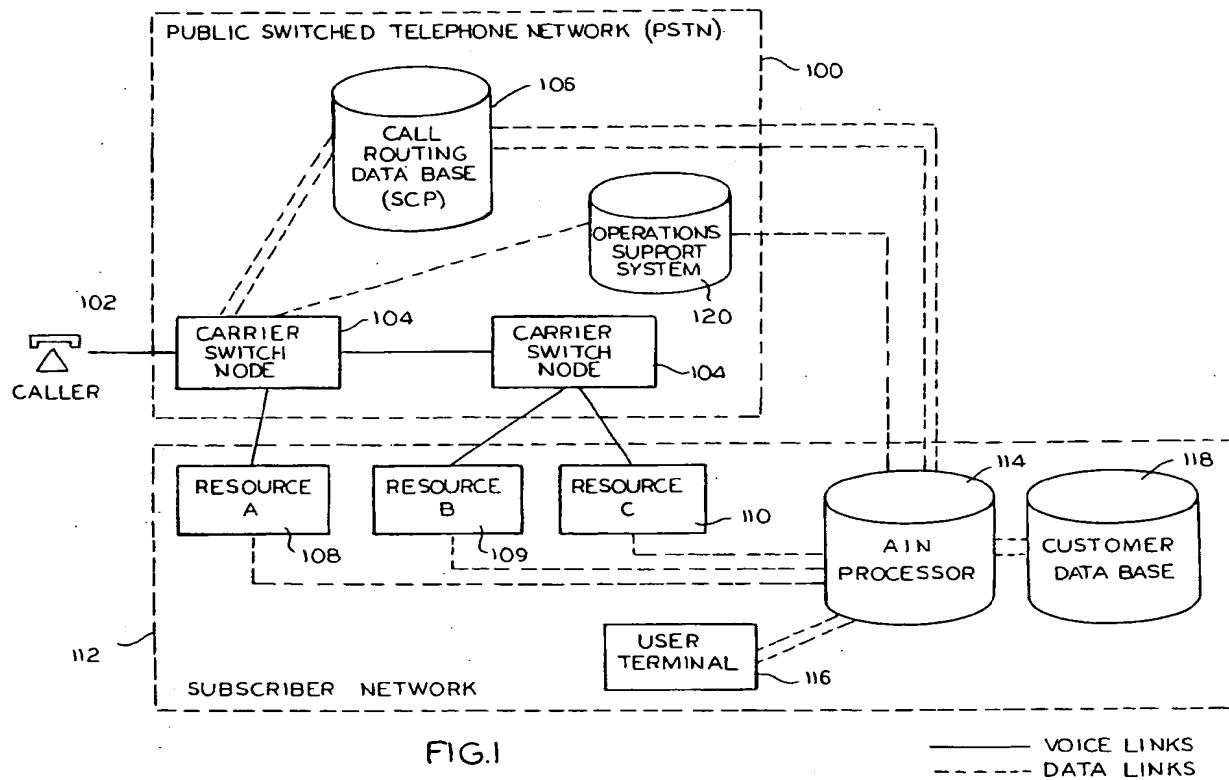 PUBLIC SWITCHED TELEPHONE NETWORK (PSTN)
100
106
CALL
ROUTING
DATA BASE
(SCP)
OPERATIONS
SUPPORT
SYSTEM
120
102
CALLER
104
CARRIER
SWITCH
NODE
CARRIER
SWITCH
NODE
104
RESOURCE
A
108
RESOURCE
B
109
RESOURCE
C
110
114
AIN
PROCESSOR
118
CUSTOMER
DATA BASE
112
USER
TERMINAL
116
SUBSCRIBER NETWORK
FIG.1
VOICE LINKS
DATA LINKS